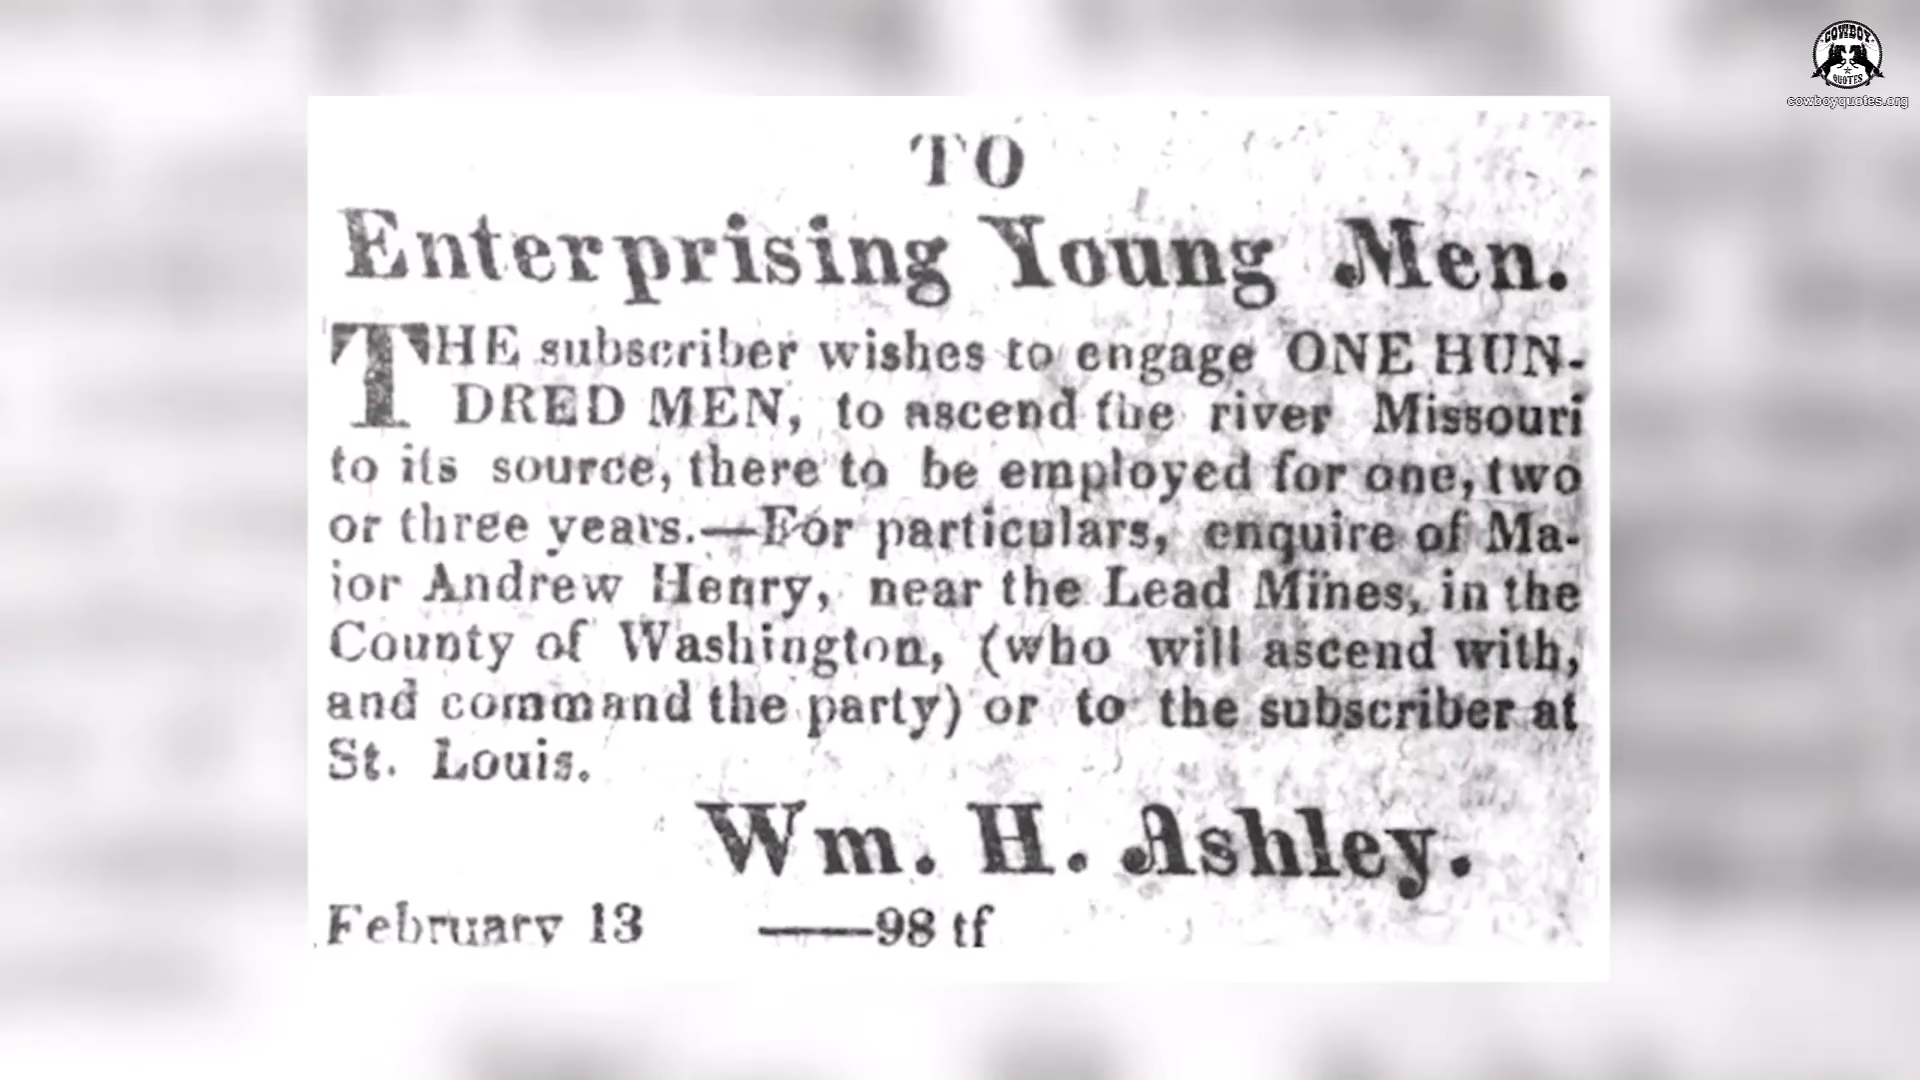 COWBOY
QUOTES
cowboyquotes.org
TO
Enterprising Young Men.
THE subscriber wishes to engage ONE HUN-
DRED MEN, to ascend the river Missouri
to its source, there to be employed for one, two
or three years.—For particulars, enquire of Ma-
jor Andrew Henry, near the Lead Mines, in the
County of Washington, (who will ascend with,
and command the party) or to the subscriber at
St. Louis.
Wm. H. Ashley.
February 13 ——98 tf